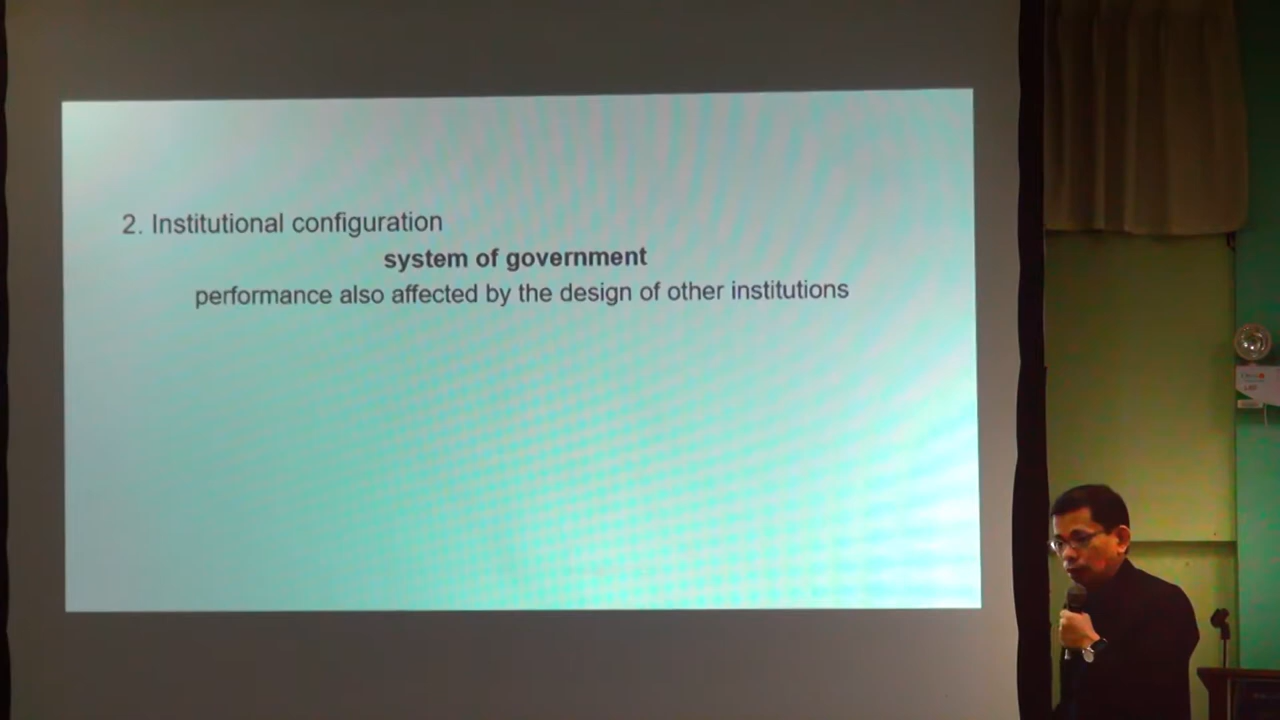 2. Institutional configuration
system of government
performance also affected by the design of other institutions